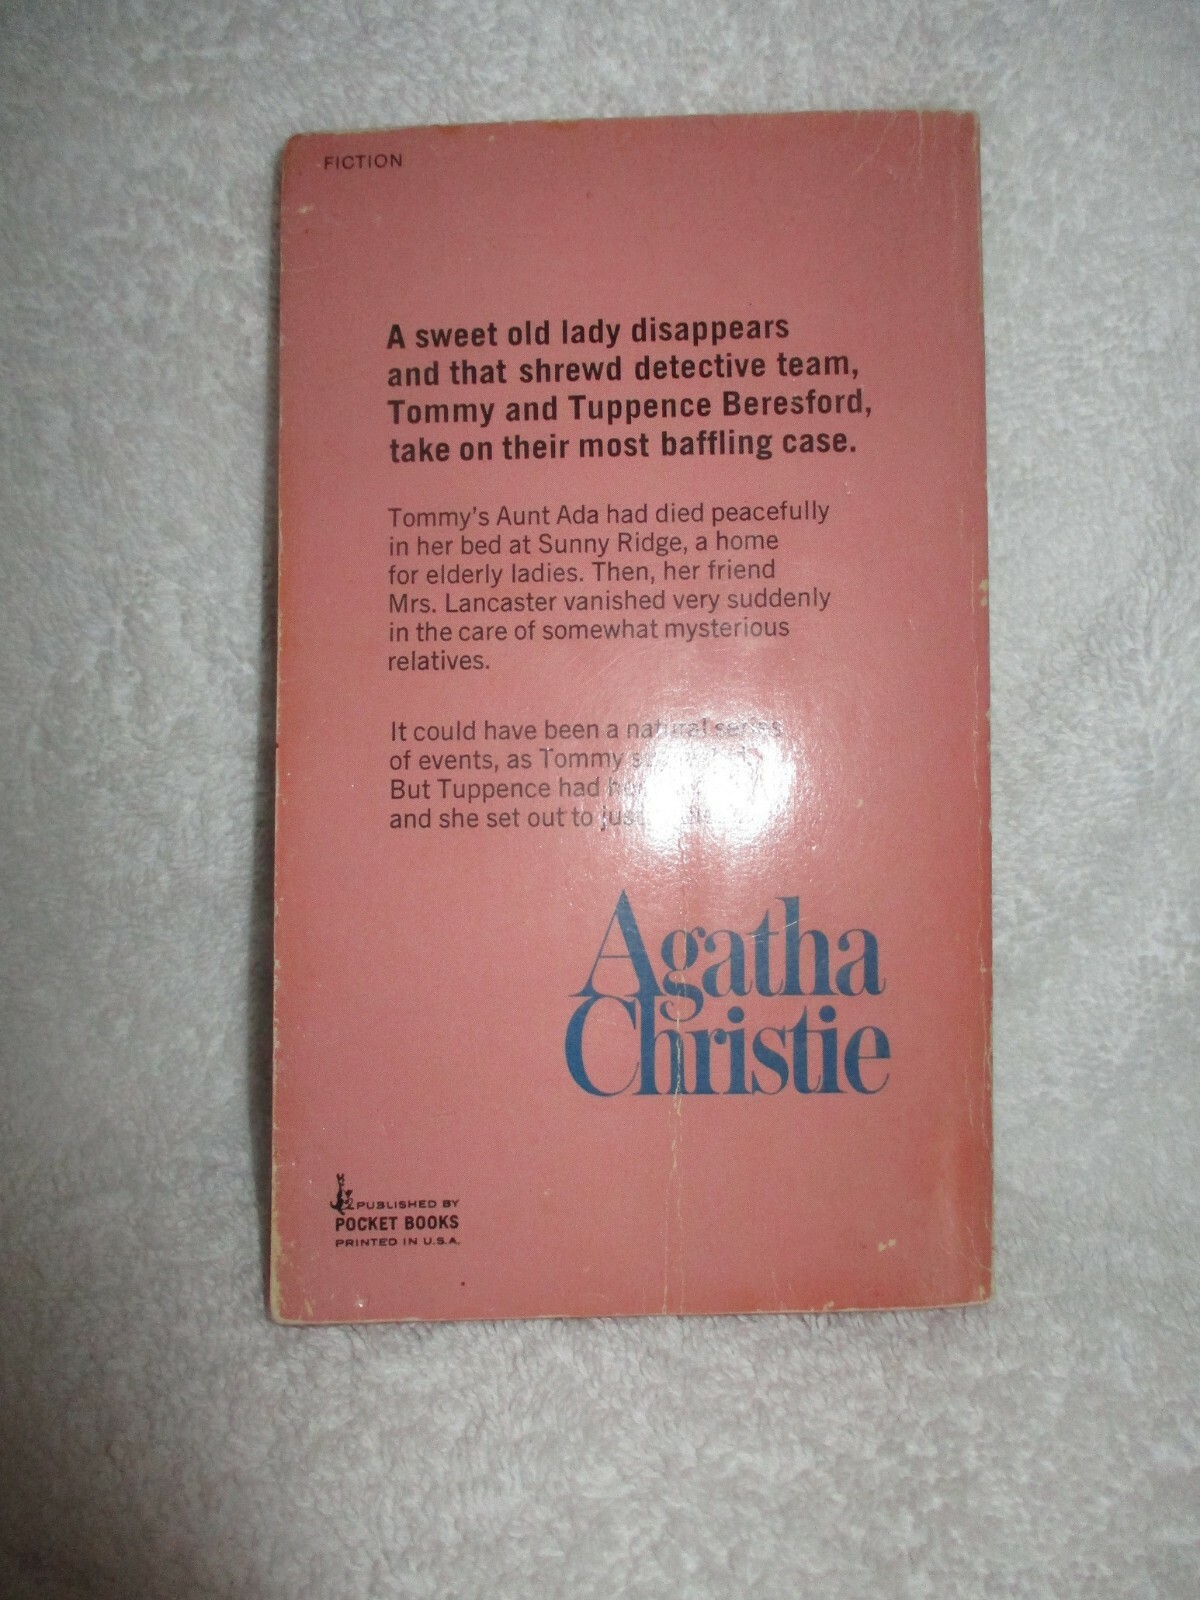 FICTION
A sweet old lady disappears
and that shrewd detective team,
Tommy and Tuppence Beresford,
take on their most baffling case.
Tommy's Aunt Ada had died peacefully
in her bed at Sunny Ridge, a home
for elderly ladies. Then, her friend
Mrs. Lancaster vanished very suddenly
in the care of somewhat mysterious
relatives.
It could have been a natural series
of events, as Tommy
But Tuppence had
and she set out to
Agatha
Christie
PUBLISHED BY
POCKET BOOKS
PRINTED IN U.S.A.